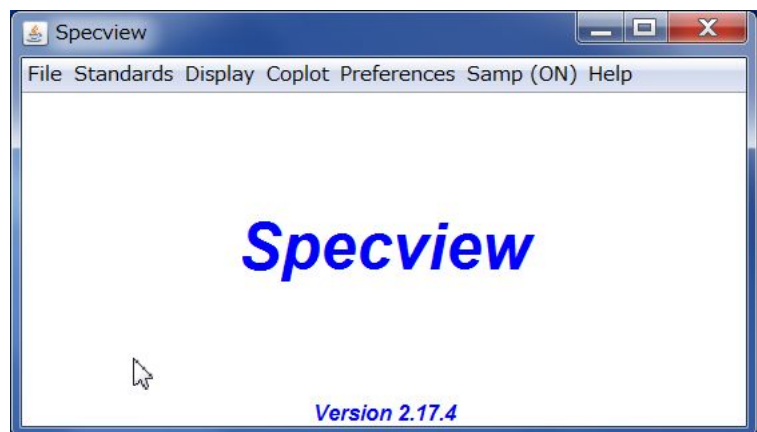 Specview
File Standards Display Coplot Preferences Samp (ON) Help
Specview
Version 2.17.4